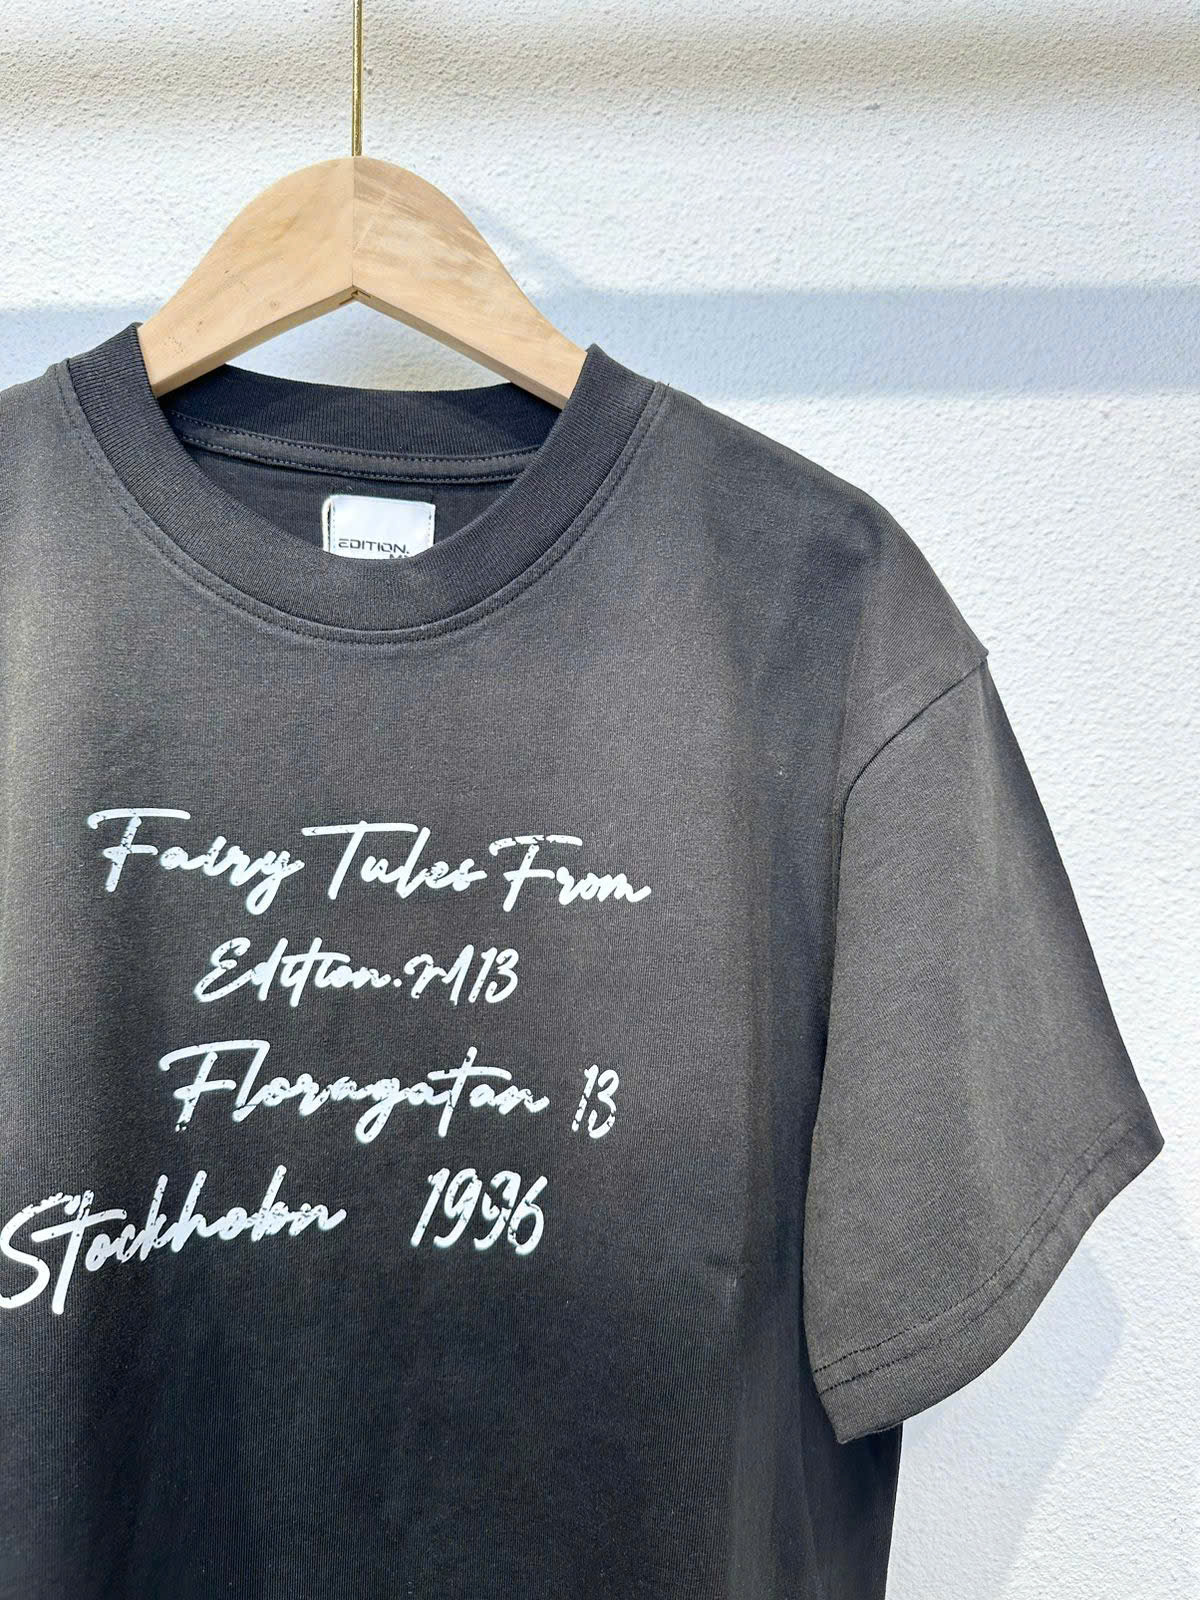 EDITION.
Fairy Tales From
Edition.M13
Floragatan 13
Stockholm 1996